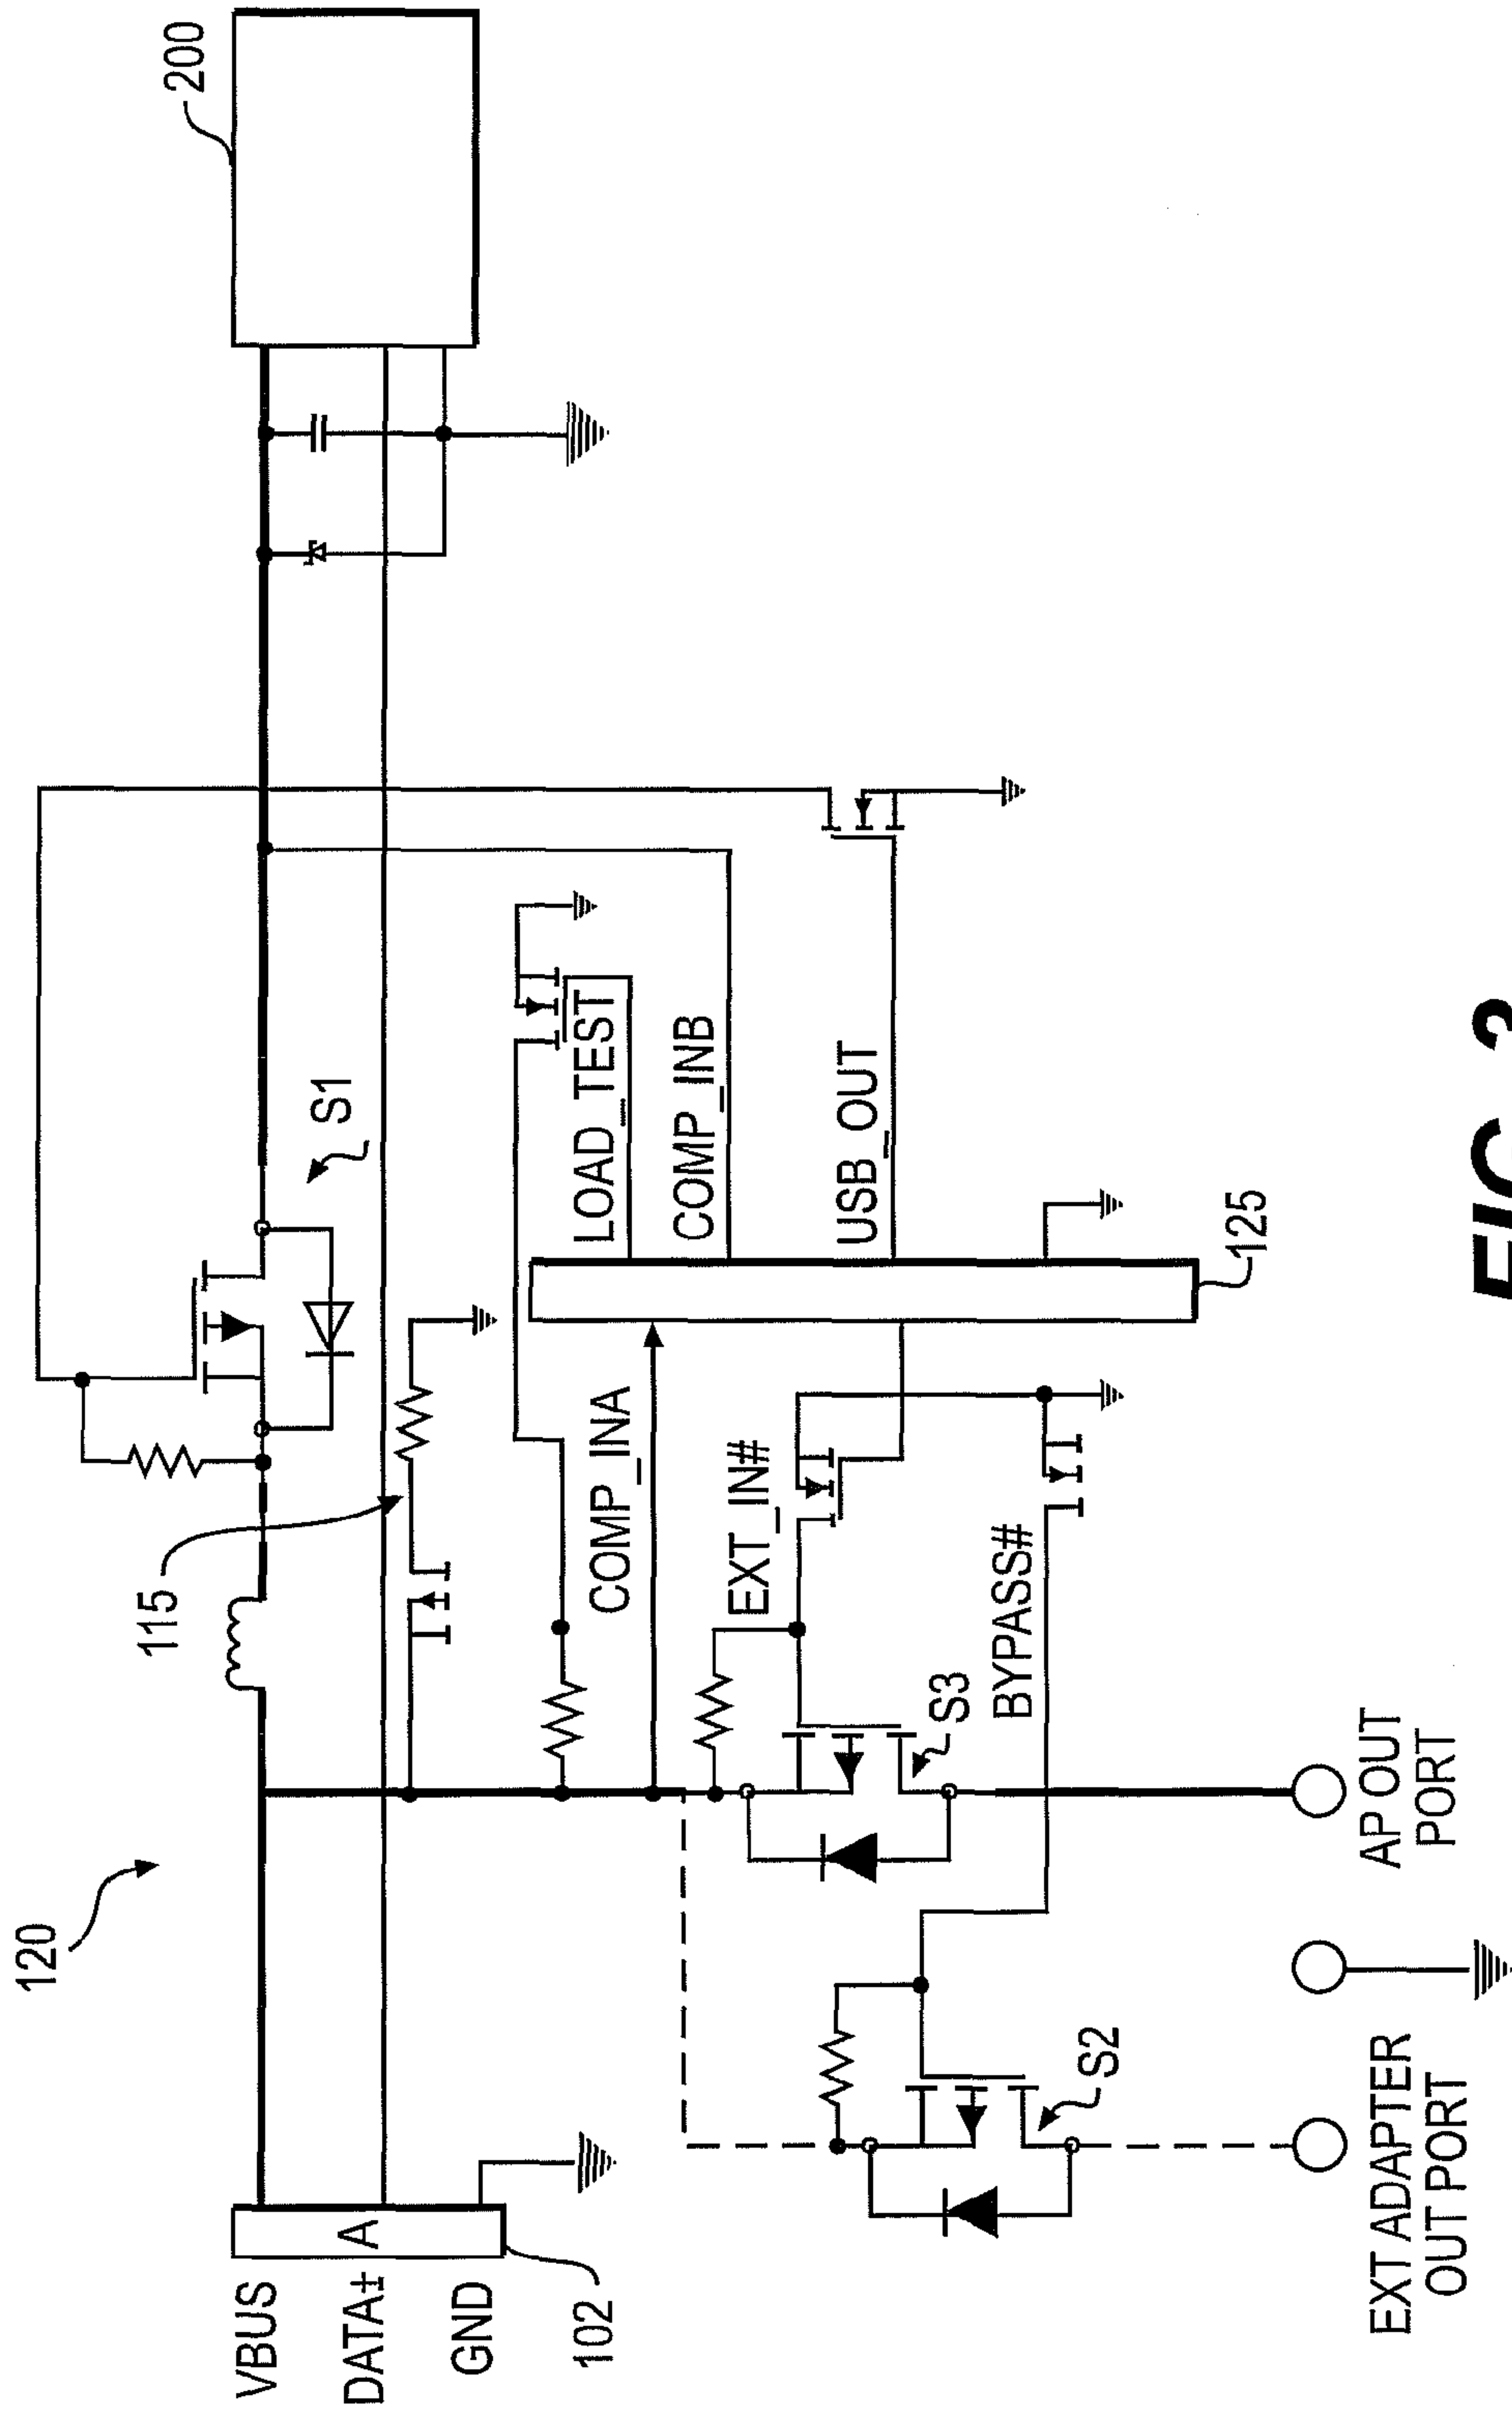 120
115
S1
200
VBUS
DATA±
GND
A
102
LOAD_TEST
COMP_INB
USB_OUT
COMP_INA
EXT_IN#
BYPASS#
125
S3
S2
EXT ADAPTER
OUT PORT
AP OUT
PORT